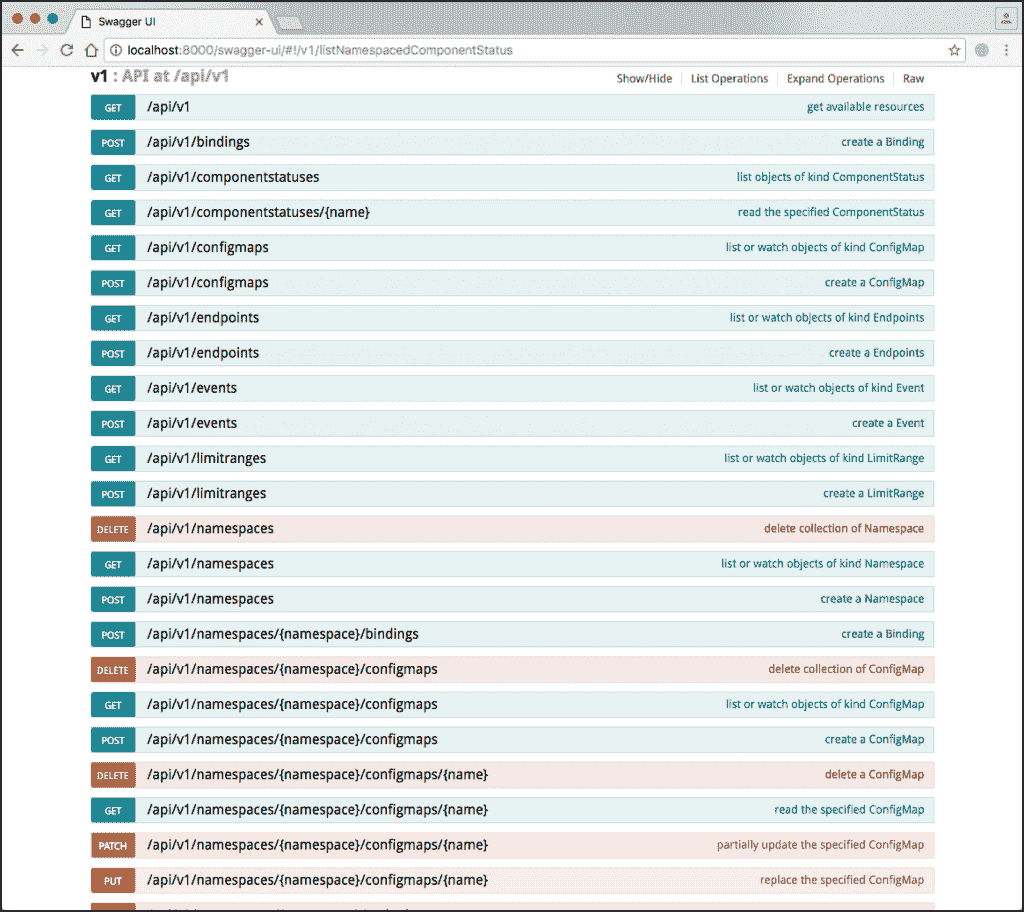 Swagger UI
localhost:8000/swagger-ui/#!/v1/listNamespacedComponentStatus
v1 : API at /api/v1 Show/Hide List Operations Expand Operations Raw
GET /api/v1 get available resources
POST /api/v1/bindings create a Binding
GET /api/v1/componentstatuses list objects of kind ComponentStatus
GET /api/v1/componentstatuses/{name} read the specified ComponentStatus
GET /api/v1/configmaps list or watch objects of kind ConfigMap
POST /api/v1/configmaps create a ConfigMap
GET /api/v1/endpoints list or watch objects of kind Endpoints
POST /api/v1/endpoints create a Endpoints
GET /api/v1/events list or watch objects of kind Event
POST /api/v1/events create a Event
GET /api/v1/limitranges list or watch objects of kind LimitRange
POST /api/v1/limitranges create a LimitRange
DELETE /api/v1/namespaces delete collection of Namespace
GET /api/v1/namespaces list or watch objects of kind Namespace
POST /api/v1/namespaces create a Namespace
POST /api/v1/namespaces/{namespace}/bindings create a Binding
DELETE /api/v1/namespaces/{namespace}/configmaps delete collection of ConfigMap
GET /api/v1/namespaces/{namespace}/configmaps list or watch objects of kind ConfigMap
POST /api/v1/namespaces/{namespace}/configmaps create a ConfigMap
DELETE /api/v1/namespaces/{namespace}/configmaps/{name} delete a ConfigMap
GET /api/v1/namespaces/{namespace}/configmaps/{name} read the specified ConfigMap
PATCH /api/v1/namespaces/{namespace}/configmaps/{name} partially update the specified ConfigMap
PUT /api/v1/namespaces/{namespace}/configmaps/{name} replace the specified ConfigMap